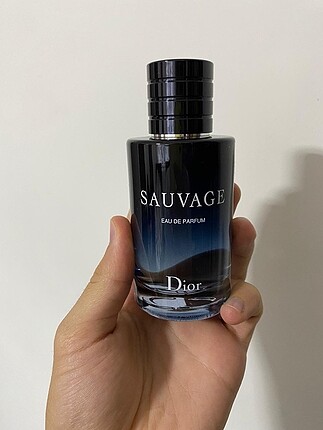 SAUVAGE
EAU DE PARFUM
Dior